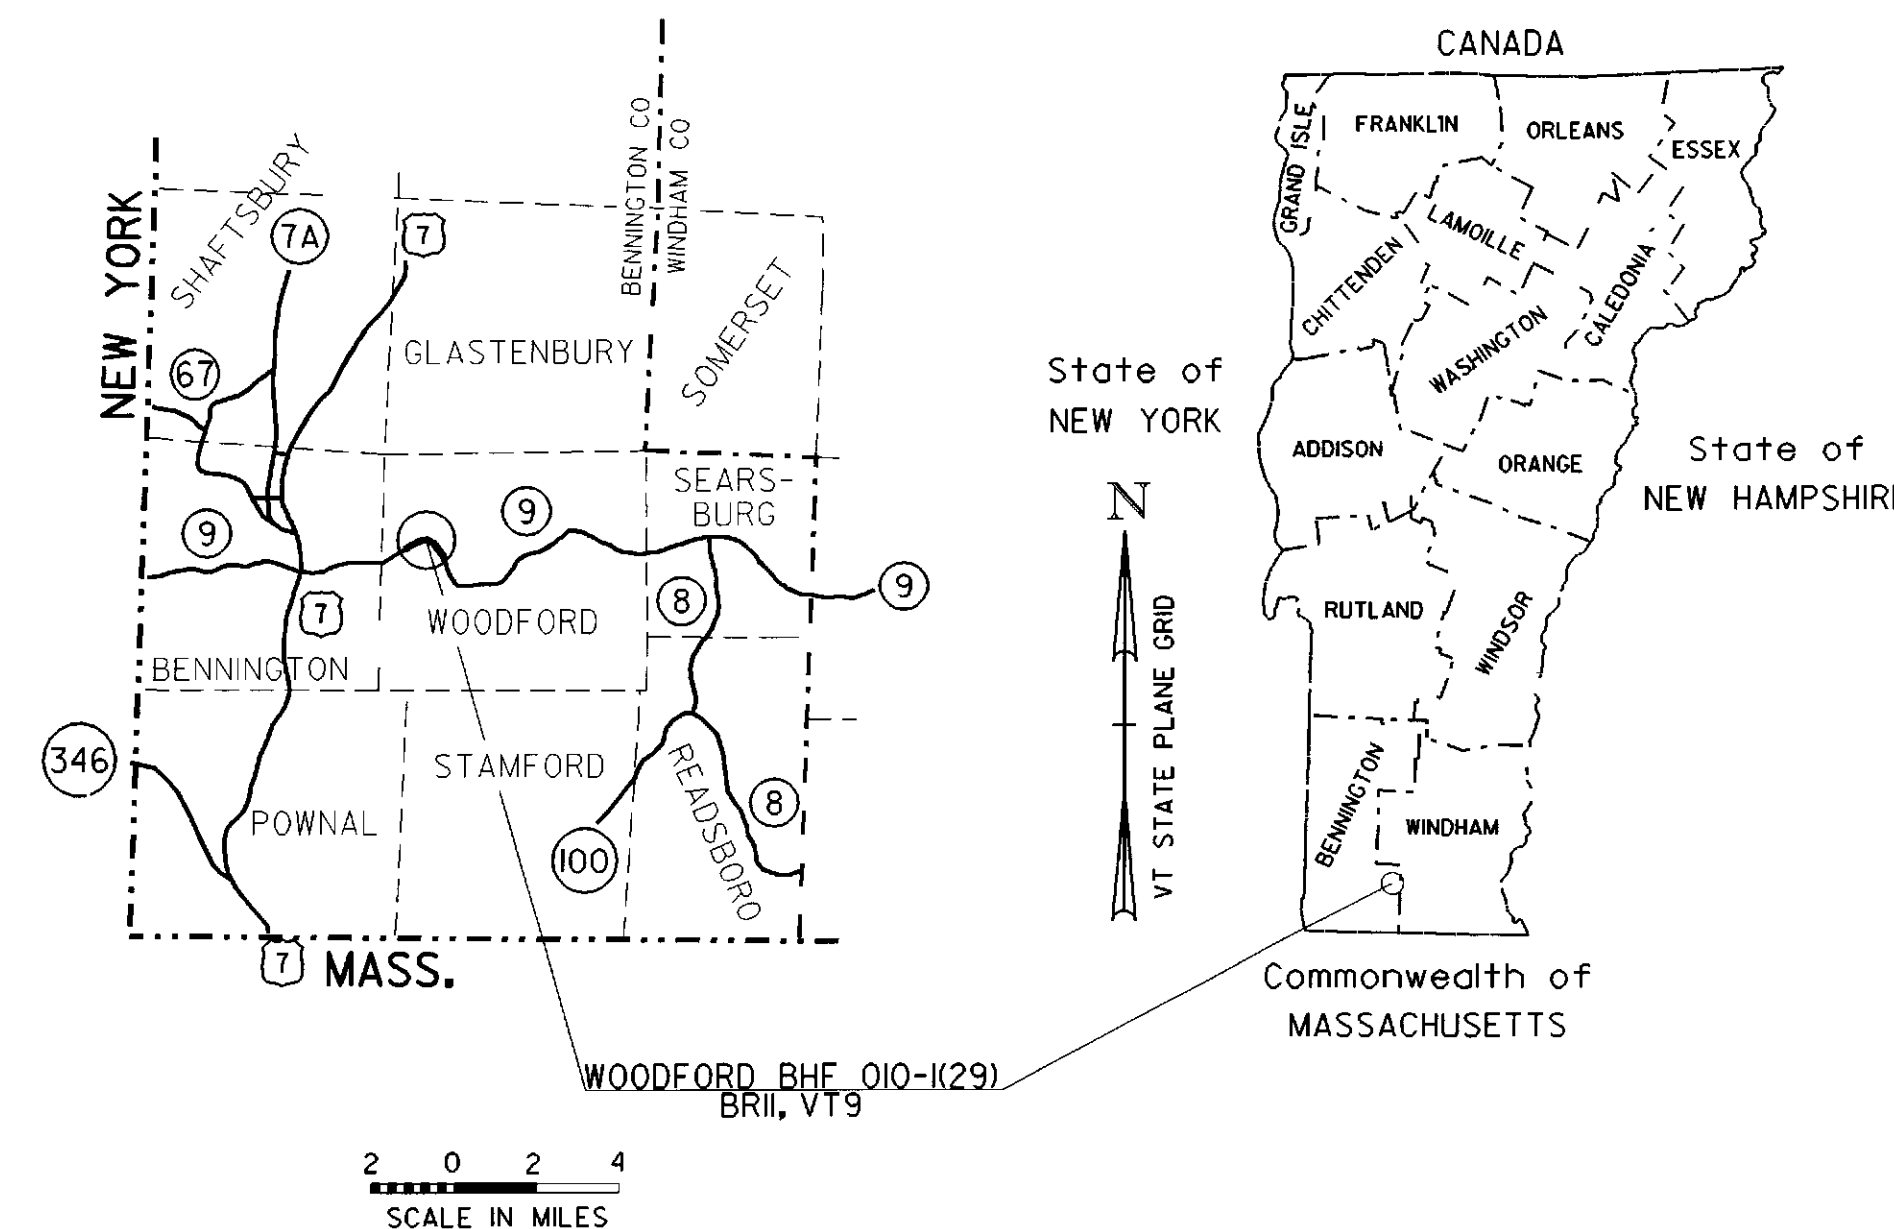 CANADA
GRAND ISLE
FRANKLIN
ORLEANS
ESSEX
LAMOILLE
CHITTENDEN
CALEDONIA
WASHINGTON
State of
NEW YORK
ADDISON
ORANGE
State of
NEW HAMPSHIR
RUTLAND
WINDSOR
BENNINGTON
WINDHAM
Commonwealth of
MASSACHUSETTS
N
VT STATE PLANE GRID
NEW YORK
SHAFTSBURY
7A
7
BENNINGTON CO
WINDHAM CO
SOMERSET
GLASTENBURY
67
SEARS-
BURG
9
9
9
8
7
WOODFORD
BENNINGTON
346
STAMFORD
READSBORO
8
POWNAL
100
7
MASS.
WOODFORD BHF 010-1(29)
BR11, VT9
2 0 2 4
SCALE IN MILES